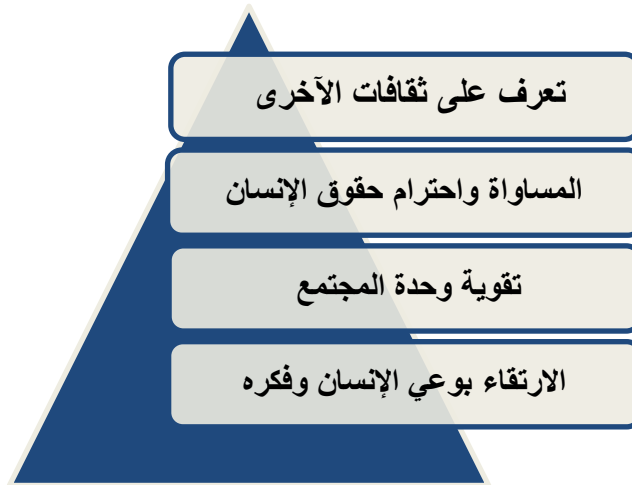 تعرف على ثقافات الآخرى
المساواة واحترام حقوق الإنسان
تقوية وحدة المجتمع
الارتقاء بوعي الإنسان وفكره